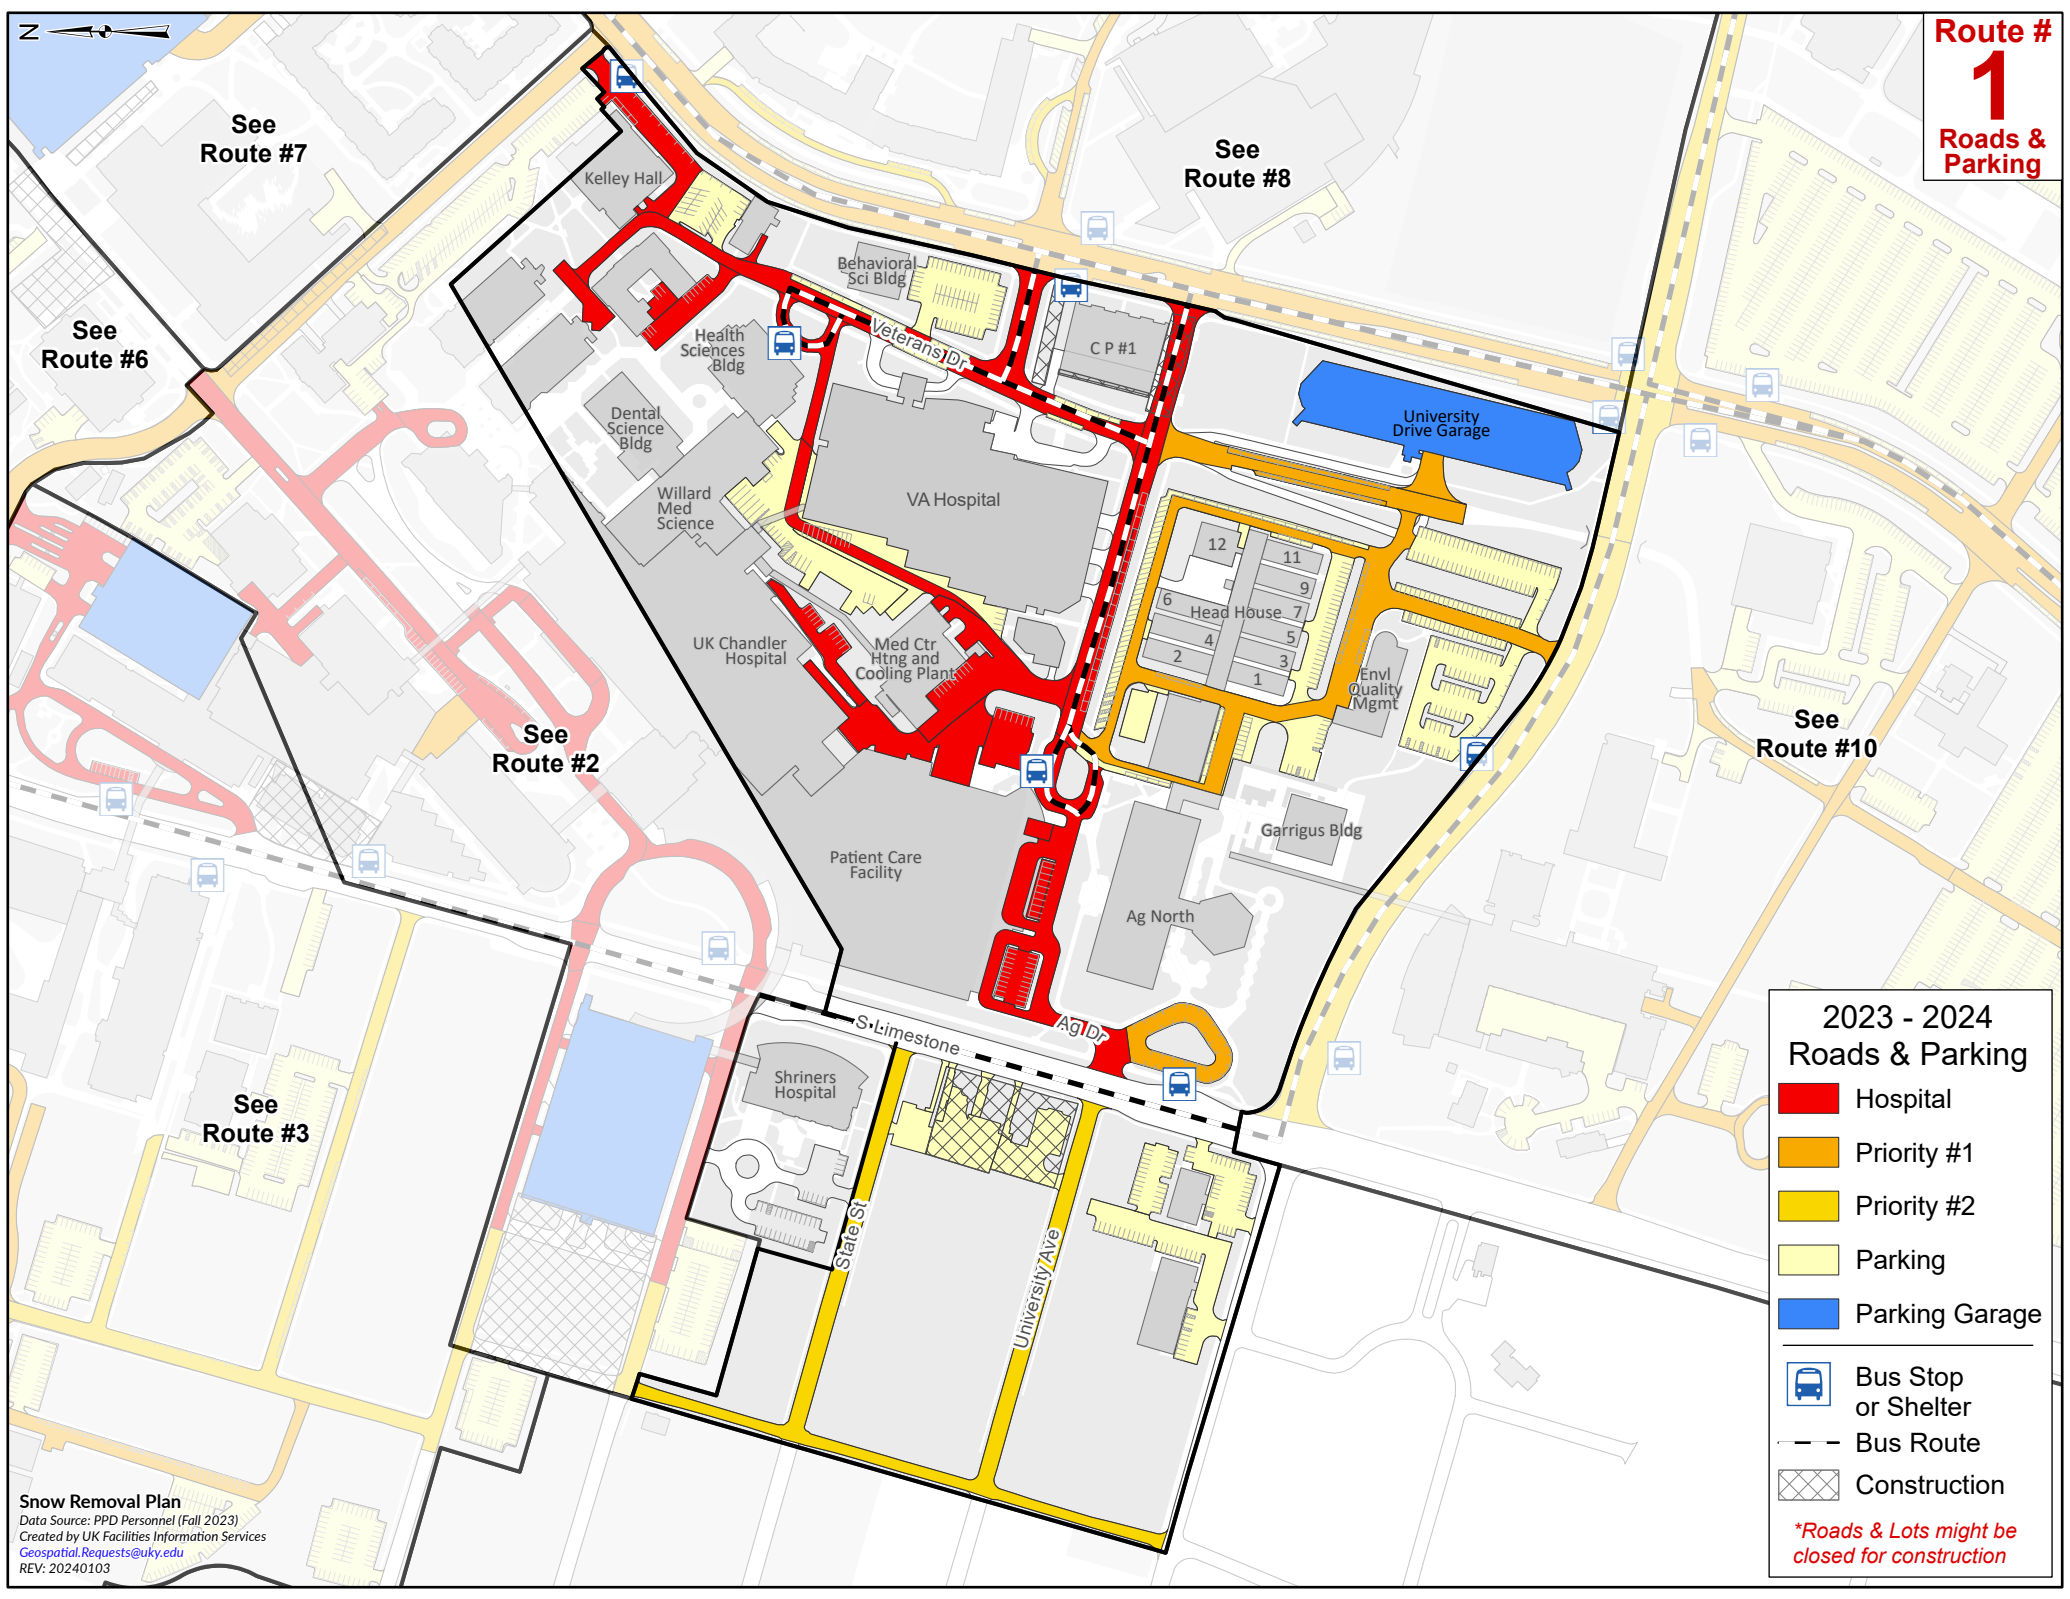 N
Route #
1
Roads &
Parking
See
Route #7
See
Route #8
See
Route #6
See
Route #2
See
Route #10
See
Route #3
Kelley Hall
Behavioral
Sci Bldg
Health
Sciences
Bldg
Veterans Dr
C P #1
Dental
Science
Bldg
University
Drive Garage
Willard
Med
Science
VA Hospital
12
11
9
6
Head House
7
4
5
2
3
1
UK Chandler
Hospital
Med Ctr
Htng and
Cooling Plant
Envl
Quality
Mgmt
Garrigus Bldg
Patient Care
Facility
Ag North
S Limestone
Ag Dr
Shriners
Hospital
State St
University Ave
2023 - 2024
Roads & Parking
Hospital
Priority #1
Priority #2
Parking
Parking Garage
Bus Stop
or Shelter
Bus Route
Construction
*Roads & Lots might be
closed for construction
Snow Removal Plan
Data Source: PPD Personnel (Fall 2023)
Created by UK Facilities Information Services
Geospatial.Requests@uky.edu
REV: 20240103